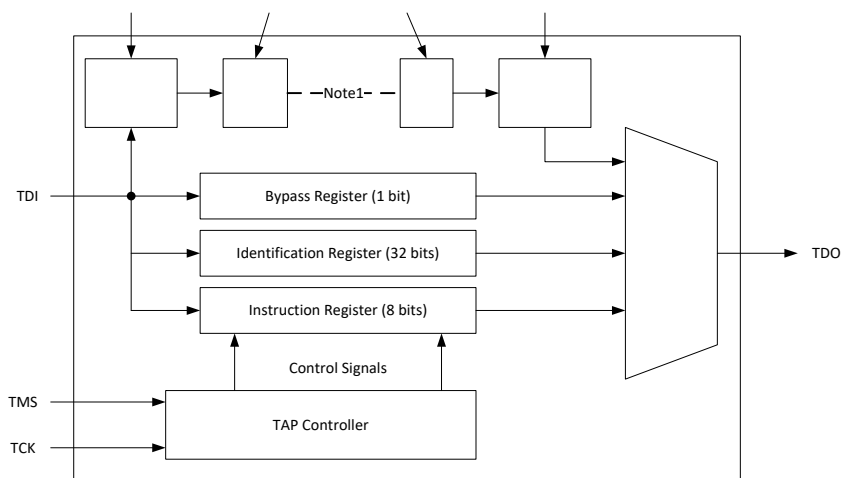 Note1
TDI
Bypass Register (1 bit)
Identification Register (32 bits)
TDO
Instruction Register (8 bits)
Control Signals
TMS
TAP Controller
TCK